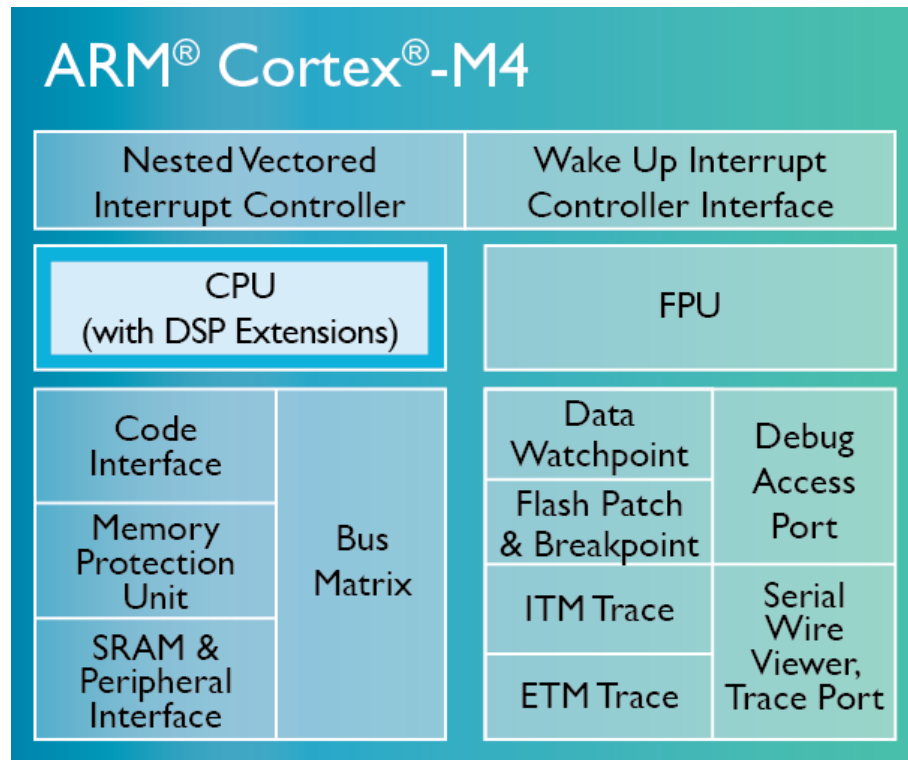 ARM® Cortex®-M4
Nested Vectored
Interrupt Controller
Wake Up Interrupt
Controller Interface
CPU
(with DSP Extensions)
FPU
Code
Interface
Memory
Protection
Unit
SRAM &
Peripheral
Interface
Bus
Matrix
Data
Watchpoint
Flash Patch
& Breakpoint
ITM Trace
ETM Trace
Debug
Access
Port
Serial
Wire
Viewer,
Trace Port